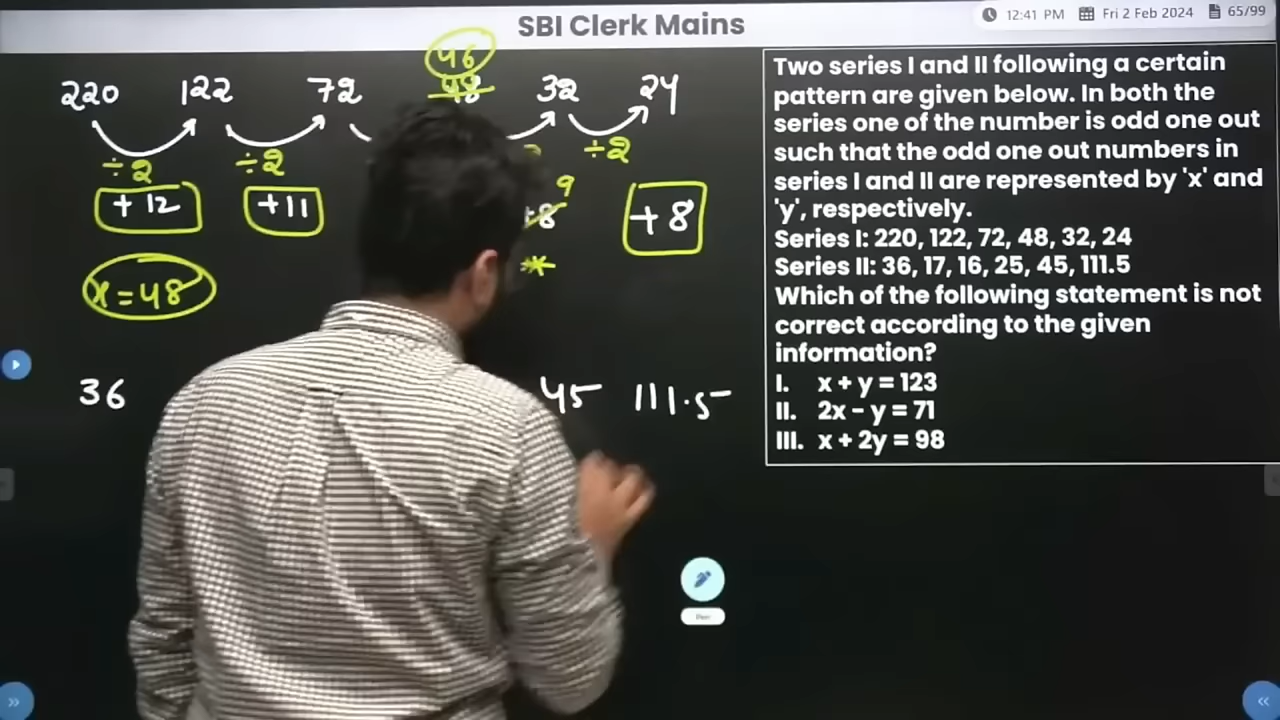 SBI Clerk Mains
12:41 PM Fri 2 Feb 2024 65/99
46
220 122 72 48 32 24
÷2 ÷2 ÷2
+12 +11 9 +8
+8
x=48
*
36 45 111.5
Two series I and II following a certain
pattern are given below. In both the
series one of the number is odd one out
such that the odd one out numbers in
series I and II are represented by 'x' and
'y', respectively.
Series I: 220, 122, 72, 48, 32, 24
Series II: 36, 17, 16, 25, 45, 111.5
Which of the following statement is not
correct according to the given
information?
I. x + y = 123
II. 2x - y = 71
III. x + 2y = 98